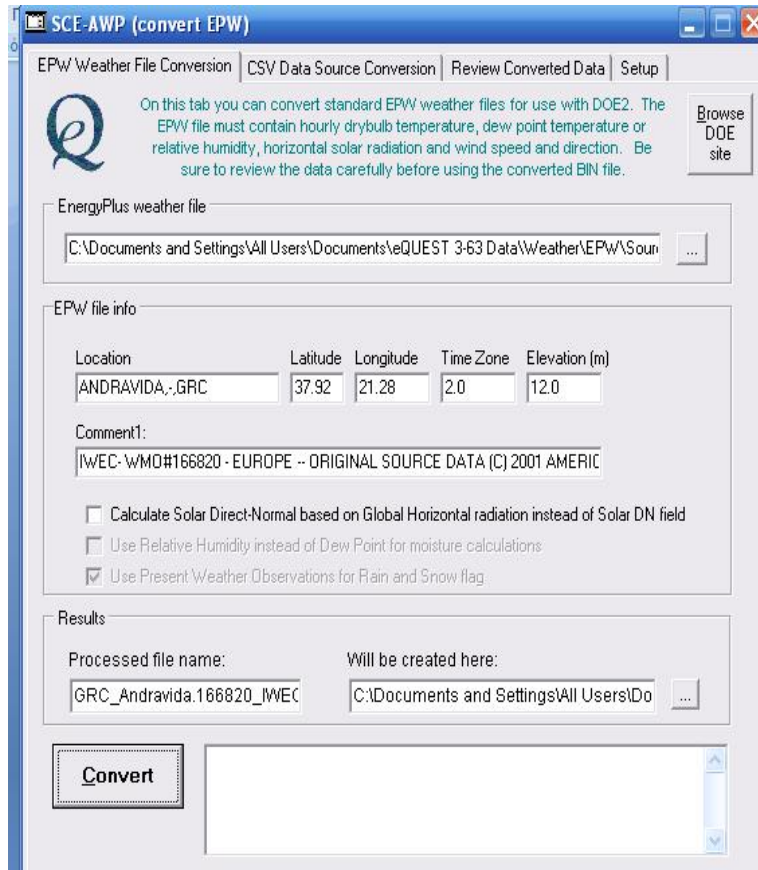 SCE-AWP (convert EPW)
EPW Weather File Conversion CSV Data Source Conversion Review Converted Data Setup
On this tab you can convert standard EPW weather files for use with DOE2. The
EPW file must contain hourly drybulb temperature, dew point temperature or
relative humidity, horizontal solar radiation and wind speed and direction. Be
sure to review the data carefully before using the converted BIN file.
Browse
DOE
site
EnergyPlus weather file
C:\Documents and Settings\All Users\Documents\eQUEST 3-63 Data\Weather\EPW\Sour
...
EPW file info
Location Latitude Longitude Time Zone Elevation (m)
ANDRAVIDA,-,GRC 37.92 21.28 2.0 12.0
Comment1:
IWEC- WMO#166820 - EUROPE -- ORIGINAL SOURCE DATA (C) 2001 AMERIC
Calculate Solar Direct-Normal based on Global Horizontal radiation instead of Solar DN field
Use Relative Humidity instead of Dew Point for moisture calculations
Use Present Weather Observations for Rain and Snow flag
Results
Processed file name: Will be created here:
GRC_Andravida.166820_IWEC C:\Documents and Settings\All Users\Do ...
Convert